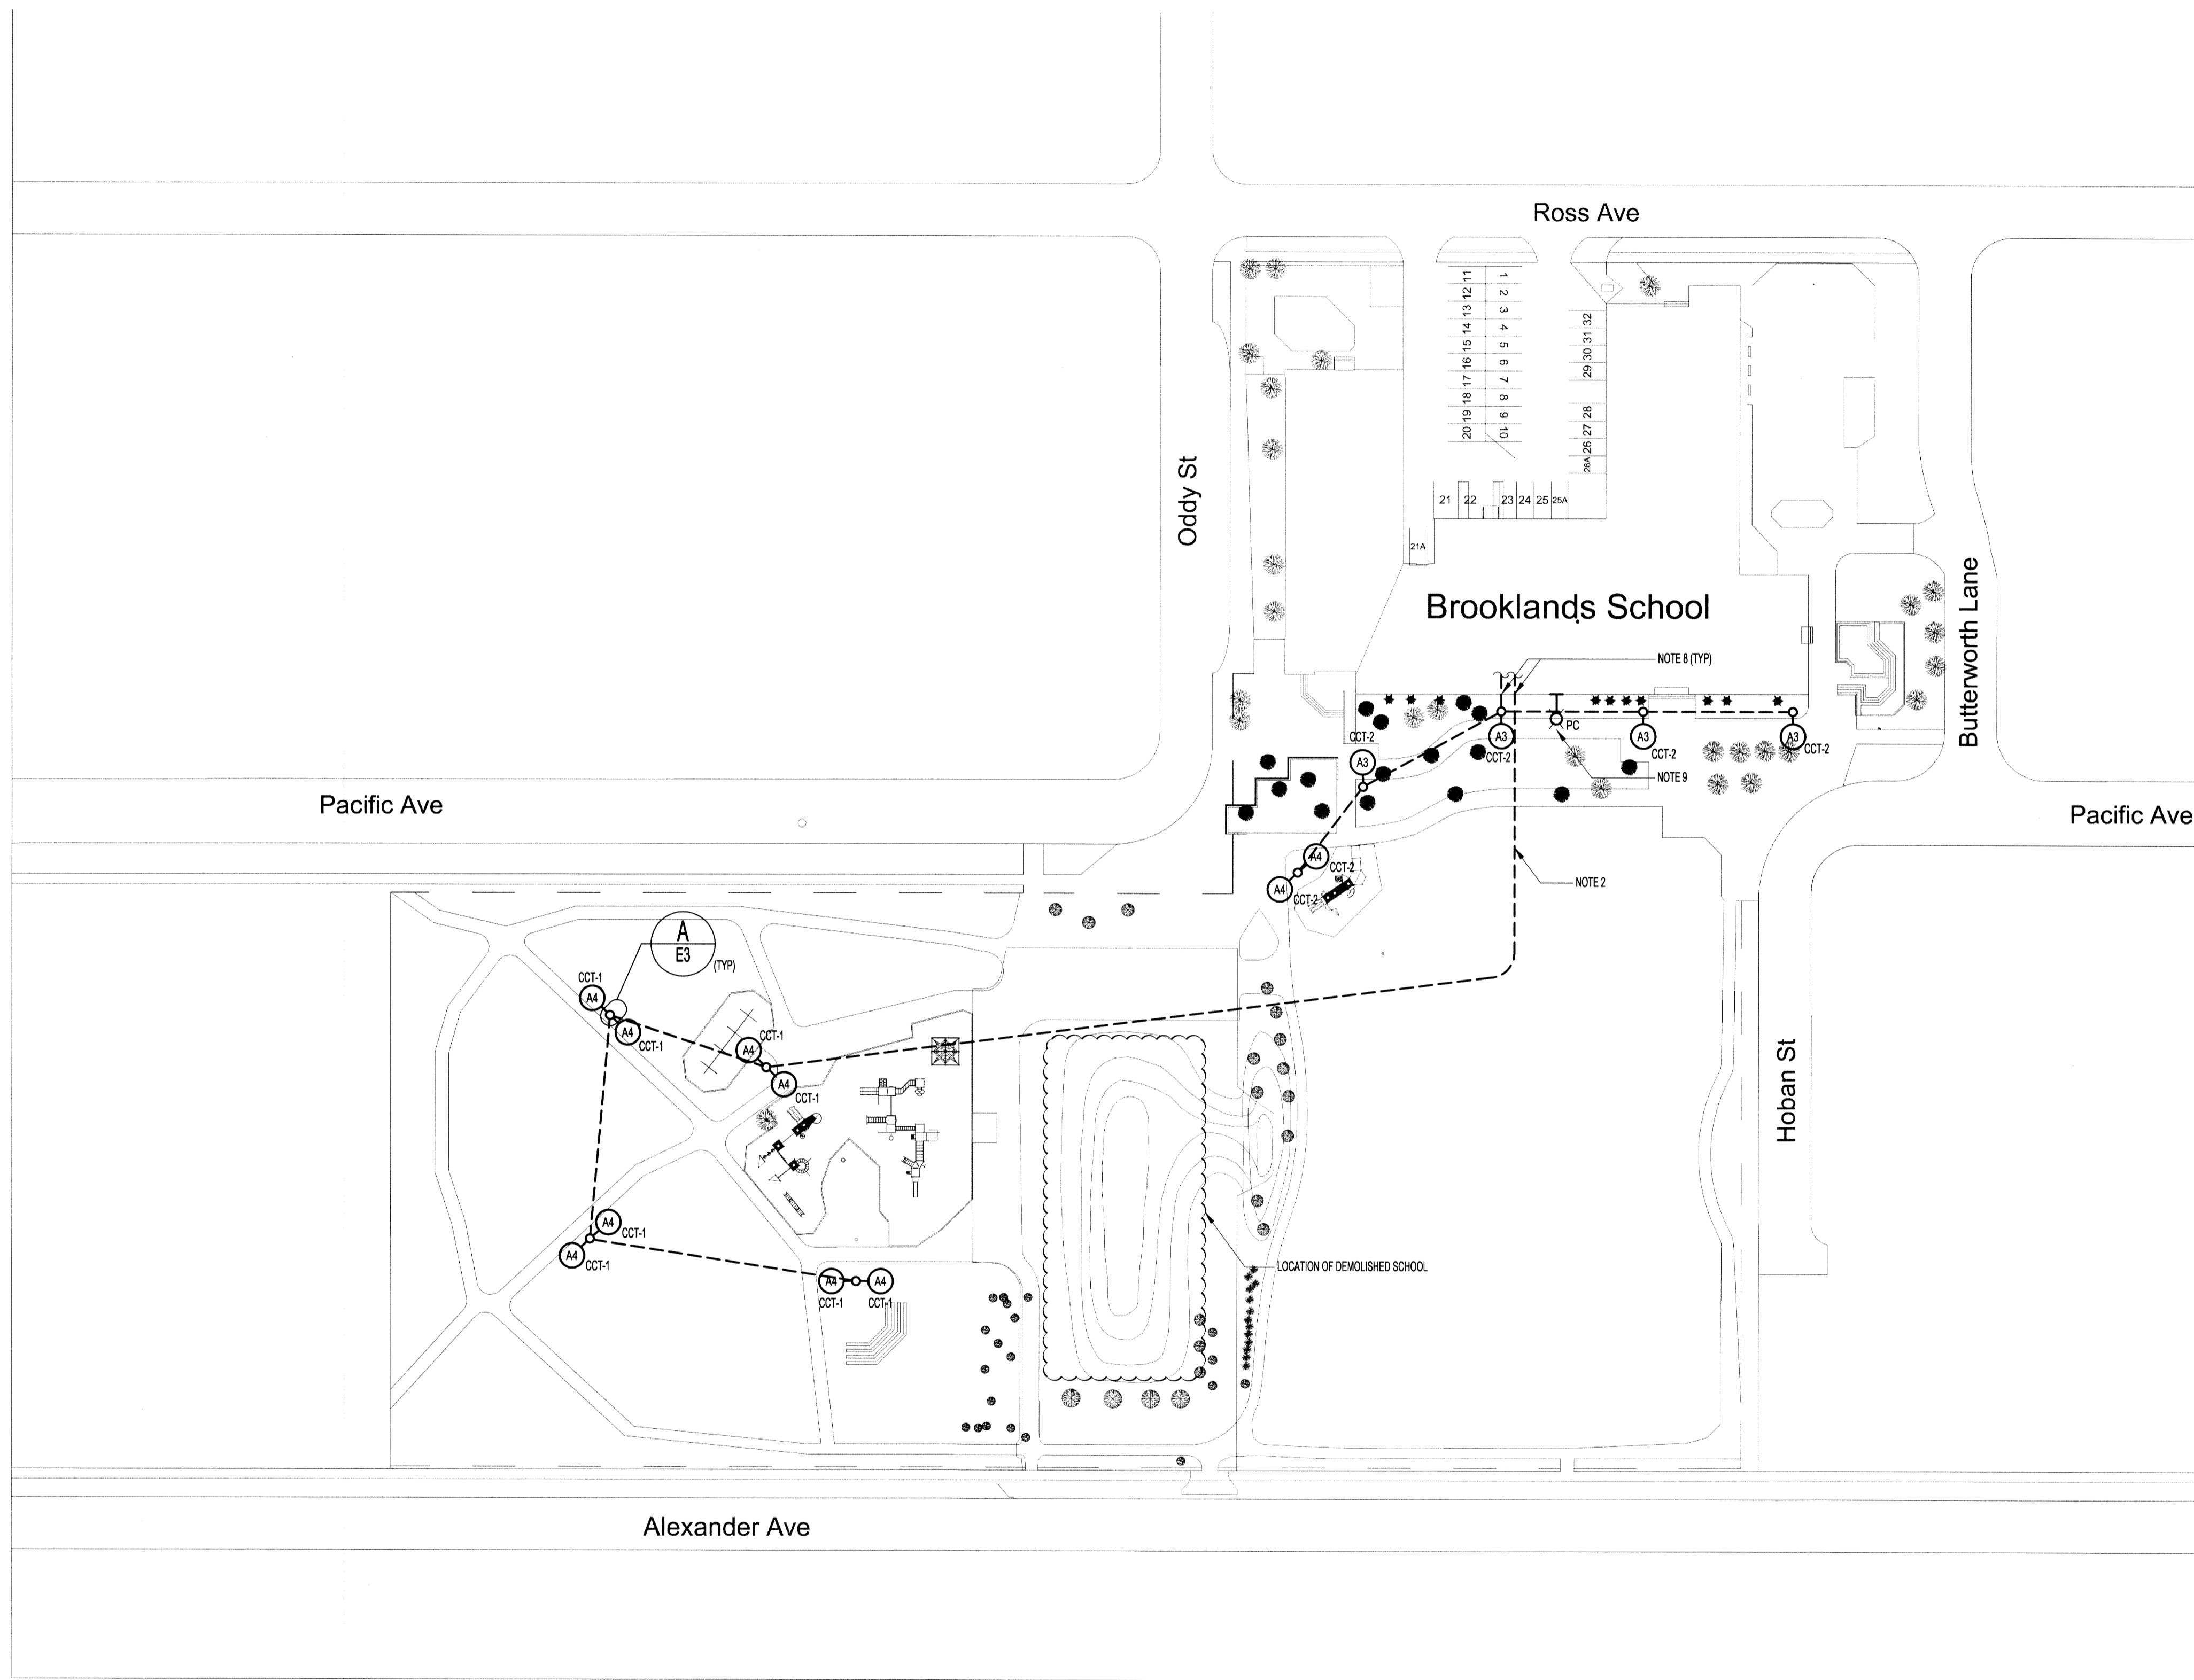 Ross Ave
11 1
12 2
13 3
14 4
15 5
16 6
17 7
18 8
19 9
20 10
32
31
30
29
28
27
26
26A
21 22 23 24 25 25A
21A
Oddy St
Brooklands School
Butterworth Lane
NOTE 8 (TYP)
PC
A3
CCT-2
A3
CCT-2
A3
CCT-2
CCT-2
A3
NOTE 9
Pacific Ave
Pacific Ave
A4
CCT-2
A4
CCT-2
NOTE 2
A
E3
(TYP)
CCT-1
A4
A4
CCT-1
CCT-1
A4
A4
CCT-1
Hoban St
A4
CCT-1
A4
CCT-1
LOCATION OF DEMOLISHED SCHOOL
A4 A4
CCT-1 CCT-1
Alexander Ave